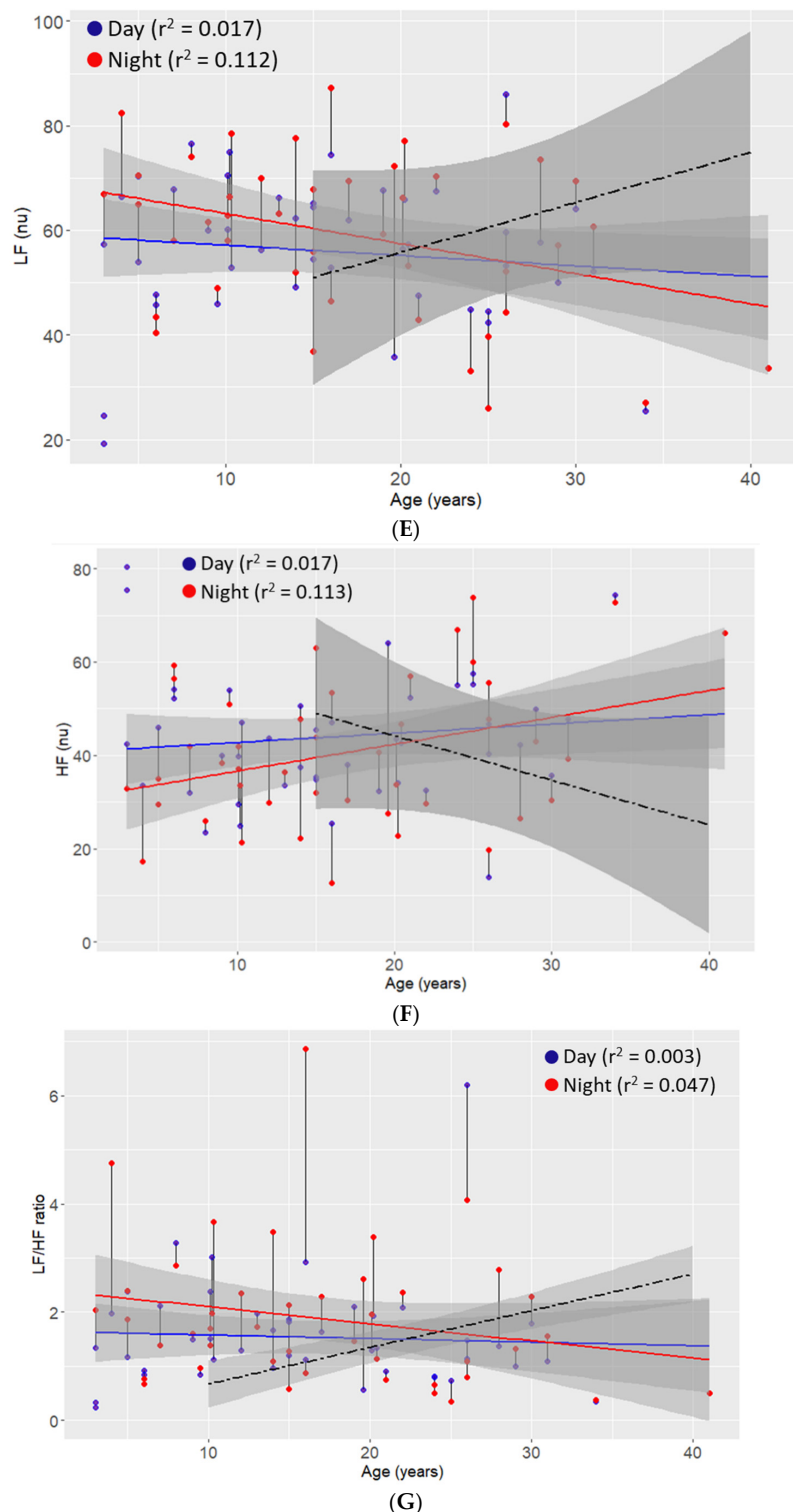 100
Day (r² = 0.017)
Night (r² = 0.112)
80
60
40
20
LF (nu)
10
20
30
40
Age (years)
(E)
80
Day (r² = 0.017)
Night (r² = 0.113)
60
40
20
0
HF (nu)
10
20
30
40
Age (years)
(F)
Day (r² = 0.003)
Night (r² = 0.047)
6
4
2
0
LF/HF ratio
10
20
30
40
Age (years)
(G)